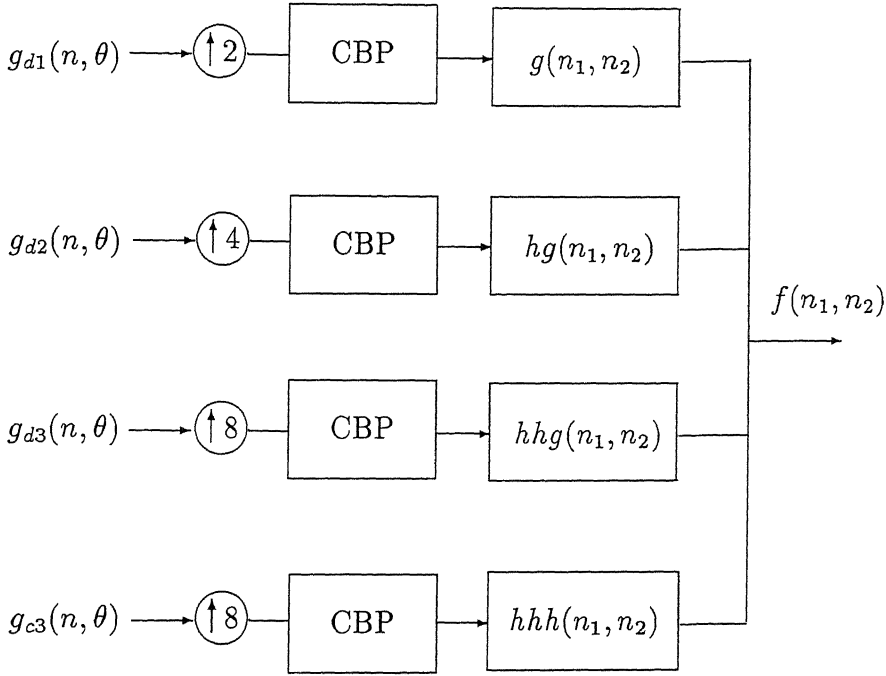 g_{d1}(n, θ) ↑2 CBP g(n_1, n_2)
g_{d2}(n, θ) ↑4 CBP hg(n_1, n_2)
f(n_1, n_2)
g_{d3}(n, θ) ↑8 CBP hhg(n_1, n_2)
g_{c3}(n, θ) ↑8 CBP hhh(n_1, n_2)